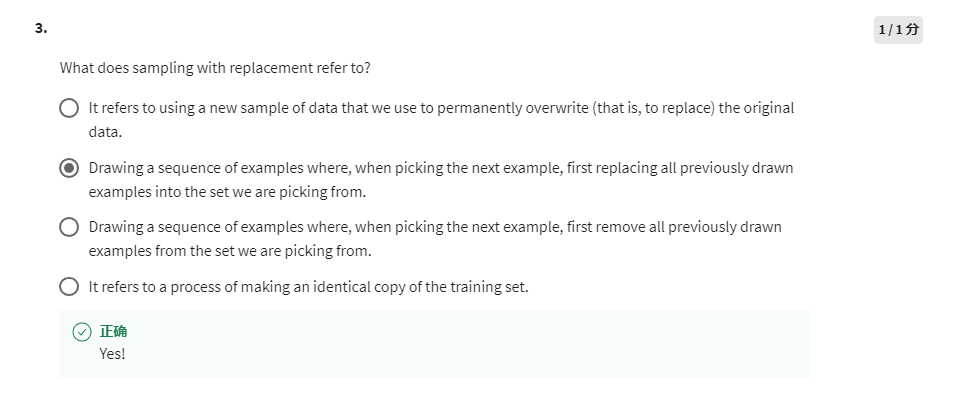 3.
1 / 1 分
What does sampling with replacement refer to?
It refers to using a new sample of data that we use to permanently overwrite (that is, to replace) the original
data.
Drawing a sequence of examples where, when picking the next example, first replacing all previously drawn
examples into the set we are picking from.
Drawing a sequence of examples where, when picking the next example, first remove all previously drawn
examples from the set we are picking from.
It refers to a process of making an identical copy of the training set.
正确
Yes!